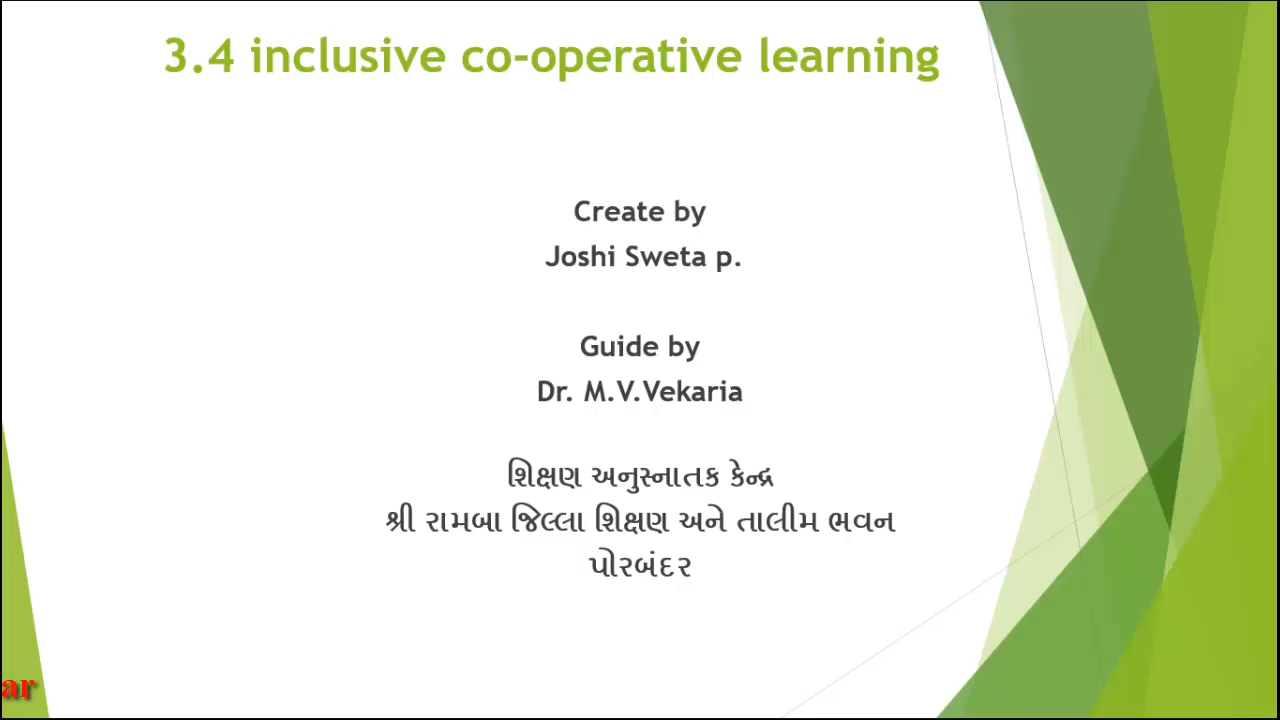 3.4 inclusive co-operative learning
Create by
Joshi Sweta p.
Guide by
Dr. M.V.Vekaria
શિક્ષણ અનુસ્નાતક કેન્દ્ર
શ્રી રામબા જિલ્લા શિક્ષણ અને તાલીમ ભવન
પોરબંદર
ar